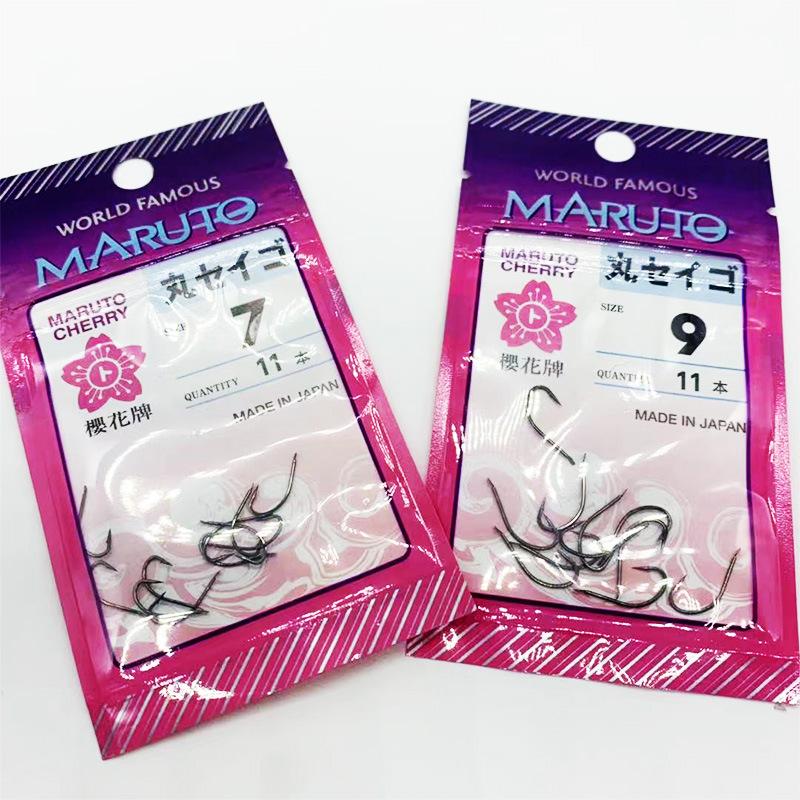 WORLD FAMOUS
MARUTO
MARUTO
CHERRY
櫻花牌
丸セイゴ
SIZE
7
QUANTITY
11 本
MADE IN JAPAN
WORLD FAMOUS
MARUTO
MARUTO
CHERRY
櫻花牌
丸セイゴ
SIZE
9
QUANTITY
11 本
MADE IN JAPAN